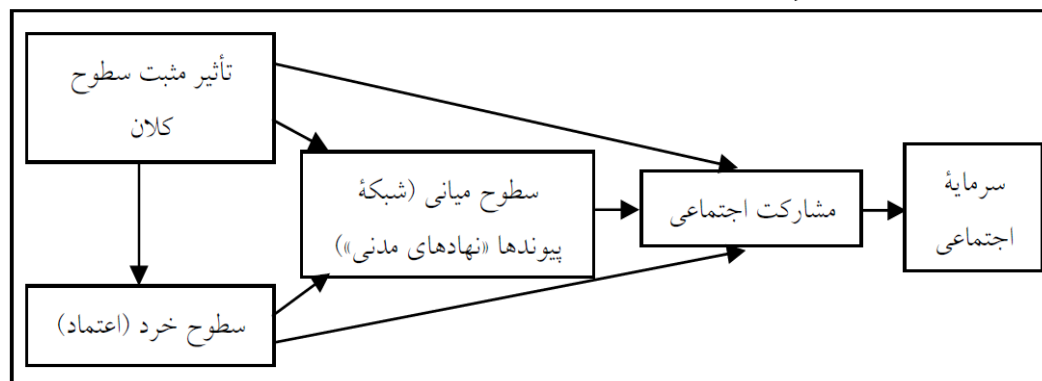 تأثیر مثبت سطوح
کلان
سطوح میانی (شبکهٔ
پیوندها «نهادهای مدنی»)
سطوح خرد (اعتماد)
مشارکت اجتماعی
سرمایهٔ
اجتماعی